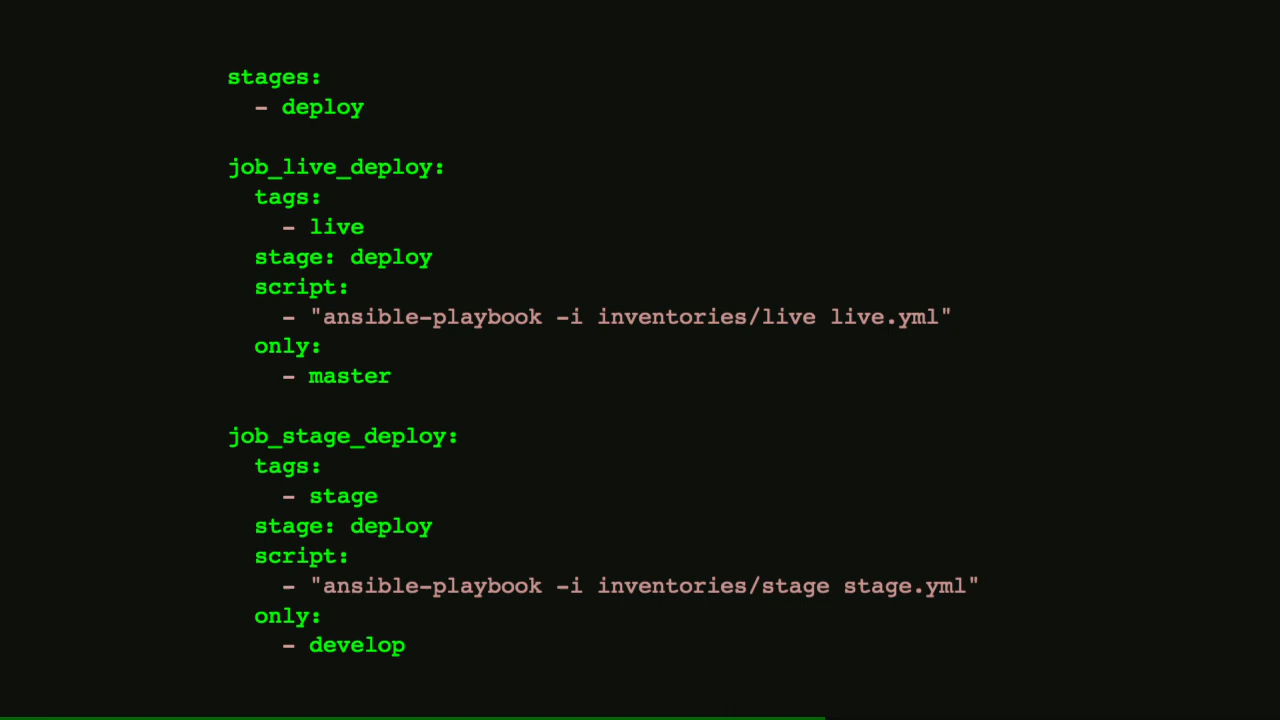 stages:
  - deploy

job_live_deploy:
  tags:
    - live
  stage: deploy
  script:
    - "ansible-playbook -i inventories/live live.yml"
  only:
    - master

job_stage_deploy:
  tags:
    - stage
  stage: deploy
  script:
    - "ansible-playbook -i inventories/stage stage.yml"
  only:
    - develop